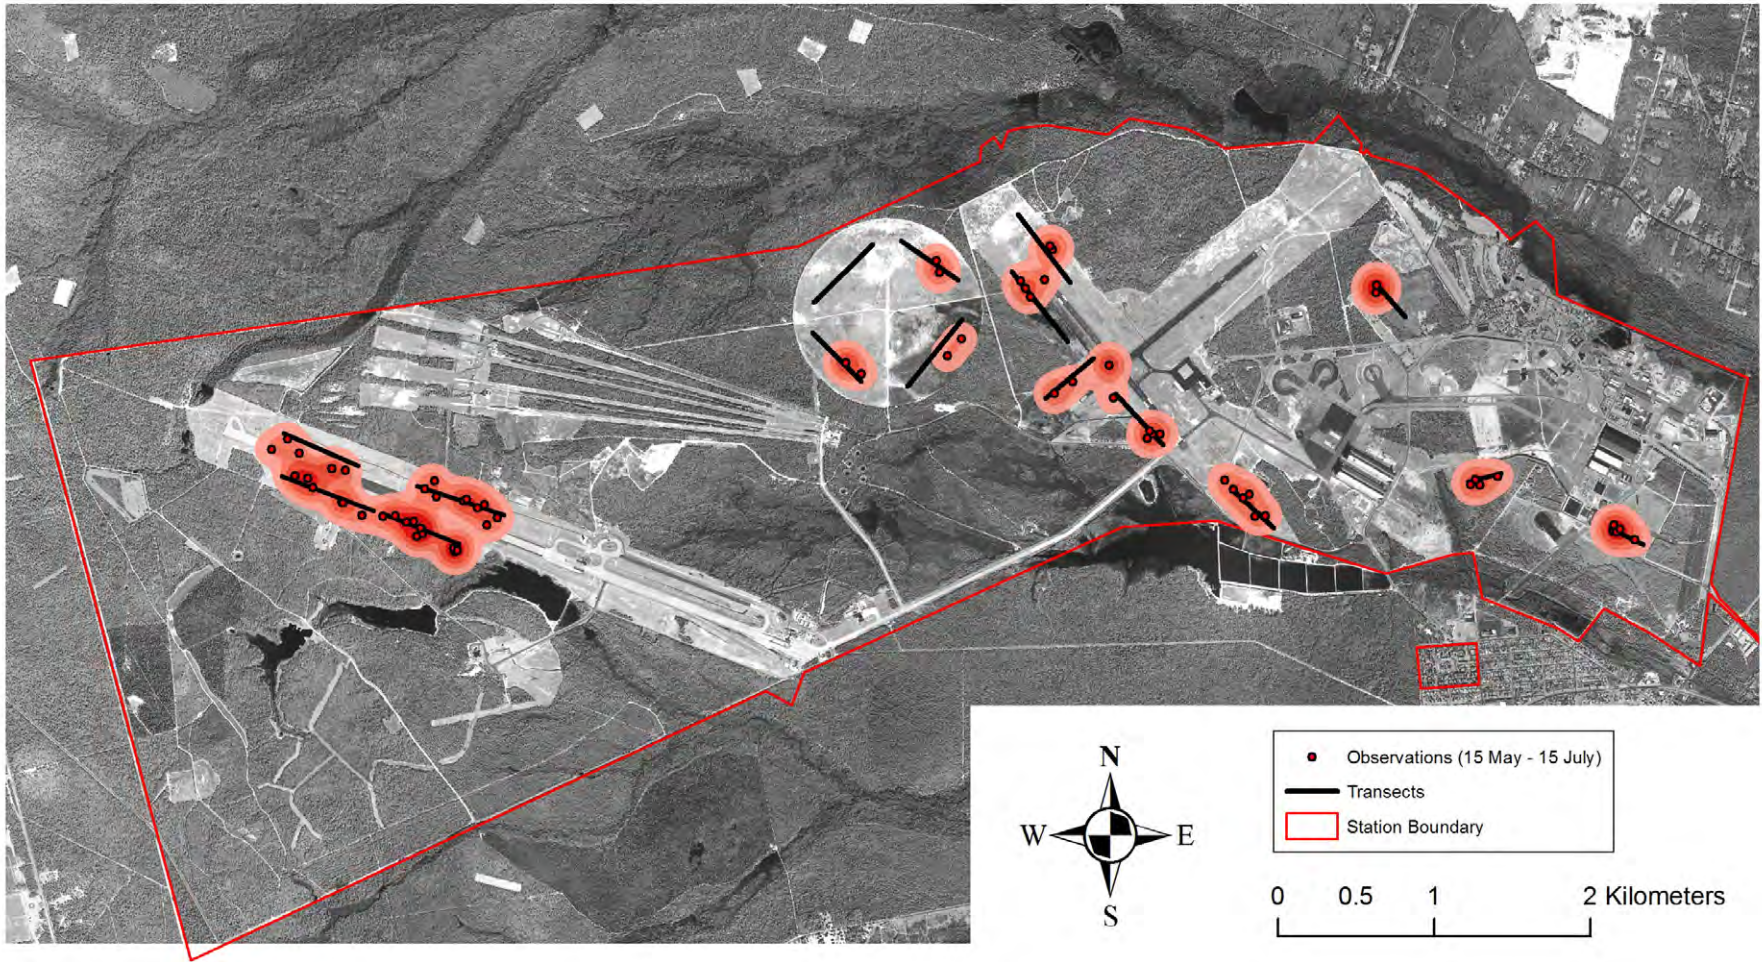 N
W E
S
Observations (15 May - 15 July)
Transects
Station Boundary
0 0.5 1 2 Kilometers